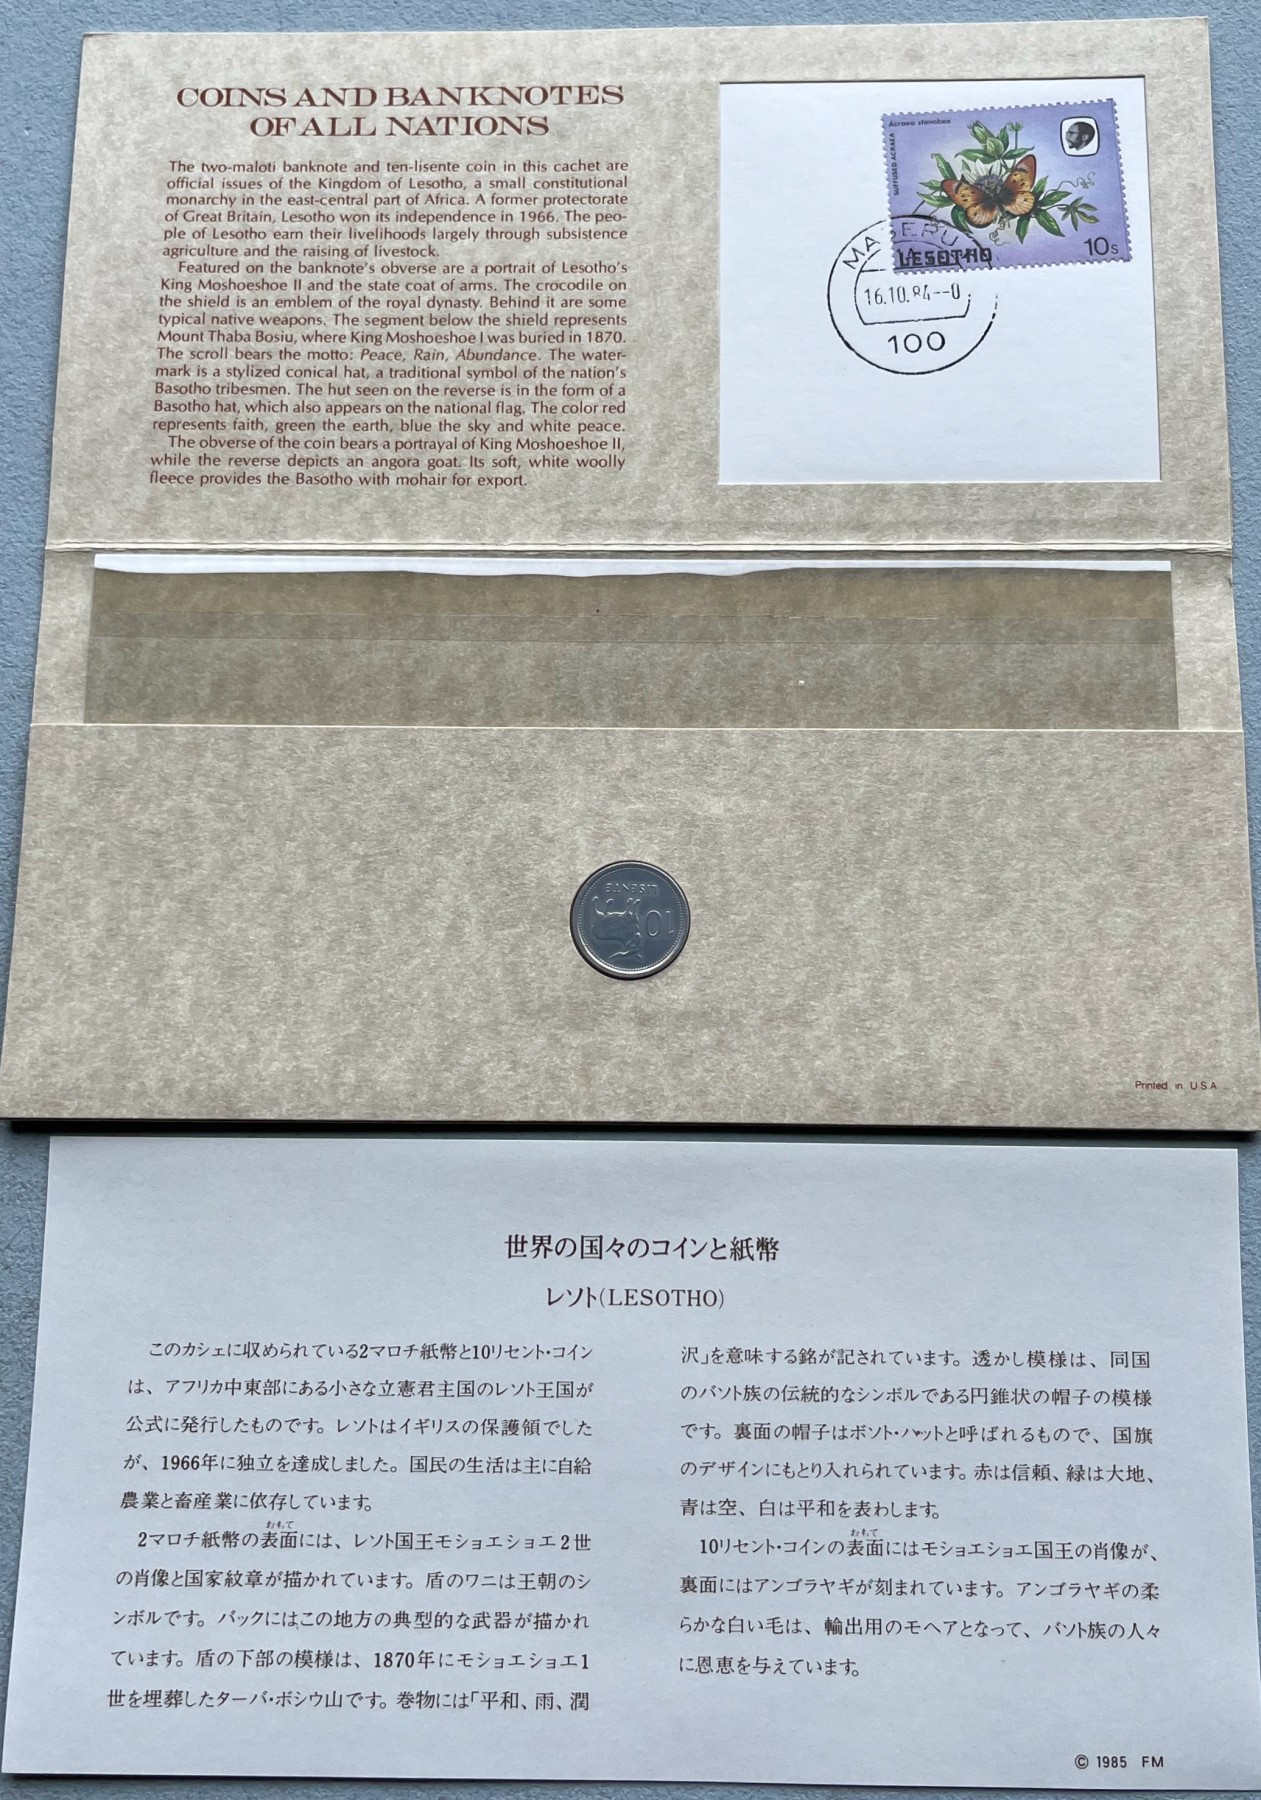 COINS AND BANKNOTES
OF ALL NATIONS
The two-maloti banknote and ten-lisente coin in this cachet are
official issues of the Kingdom of Lesotho, a small constitutional
monarchy in the east-central part of Africa. A former protectorate
of Great Britain, Lesotho won its independence in 1966. The peo-
ple of Lesotho earn their livelihoods largely through subsistence
agriculture and the raising of livestock.
Featured on the banknote's obverse are a portrait of Lesotho's
King Moshoeshoe II and the state coat of arms. The crocodile on
the shield is an emblem of the royal dynasty. Behind it are some
typical native weapons. The segment below the shield represents
Mount Thaba Bosiu, where King Moshoeshoe I was buried in 1870.
The scroll bears the motto: Peace, Rain, Abundance. The water-
mark is a stylized conical hat, a traditional symbol of the nation's
Basotho tribesmen. The hut seen on the reverse is in the form of a
Basotho hat, which also appears on the national flag. The color red
represents faith, green the earth, blue the sky and white peace.
The obverse of the coin bears a portrayal of King Moshoeshoe II,
while the reverse depicts an angora goat. Its soft, white woolly
fleece provides the Basotho with mohair for export.
Acraea stenobea
SUFFUSED ACRAEA
LESOTHO
10s
MASERU
16.10.84--0
100
LISENTE
10
Printed in U S A
世界の国々のコインと紙幣
レソト(LESOTHO)
このカシェに収められている2マロチ紙幣と10リセント・コイン
は、アフリカ中東部にある小さな立憲君主国のレソト王国が
公式に発行したものです。レソトはイギリスの保護領でした
が、1966年に独立を達成しました。国民の生活は主に自給
農業と畜産業に依存しています。
おもて
2マロチ紙幣の表面には、レソト国王モショエショエ2世
の肖像と国家紋章が描かれています。盾のワニは王朝のシ
ンボルです。バックにはこの地方の典型的な武器が描かれ
ています。盾の下部の模様は、1870年にモショエショエ1
世を埋葬したターバ・ボシウ山です。巻物には「平和、雨、潤
沢」を意味する銘が記されています。透かし模様は、同国
のバソト族の伝統的なシンボルである円錐状の帽子の模様
です。裏面の帽子はボソト・ハットと呼ばれるもので、国旗
のデザインにもとり入れられています。赤は信頼、緑は大地、
青は空、白は平和を表わします。
おもて
10リセント・コインの表面にはモショエショエ国王の肖像が、
裏面にはアンゴラヤギが刻まれています。アンゴラヤギの柔
らかな白い毛は、輸出用のモヘアとなって、バソト族の人々
に恩恵を与えています。
© 1985 FM